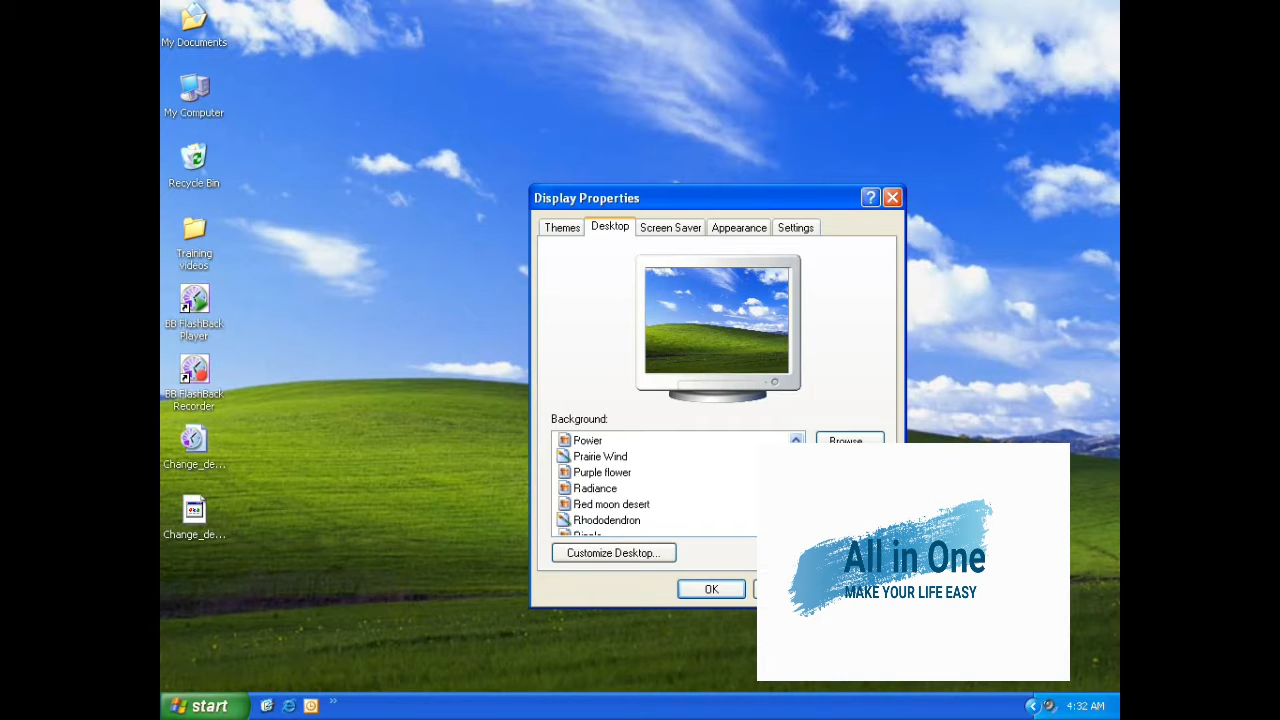 My Documents
My Computer
Recycle Bin
Training
videos
BB FlashBack
Player
BB FlashBack
Recorder
Change_de...
Change_de...
Display Properties
Themes
Desktop
Screen Saver
Appearance
Settings
Background:
Power
Prairie Wind
Purple flower
Radiance
Red moon desert
Rhododendron
Browse...
Customize Desktop...
OK
All in One
MAKE YOUR LIFE EASY
start
4:32 AM